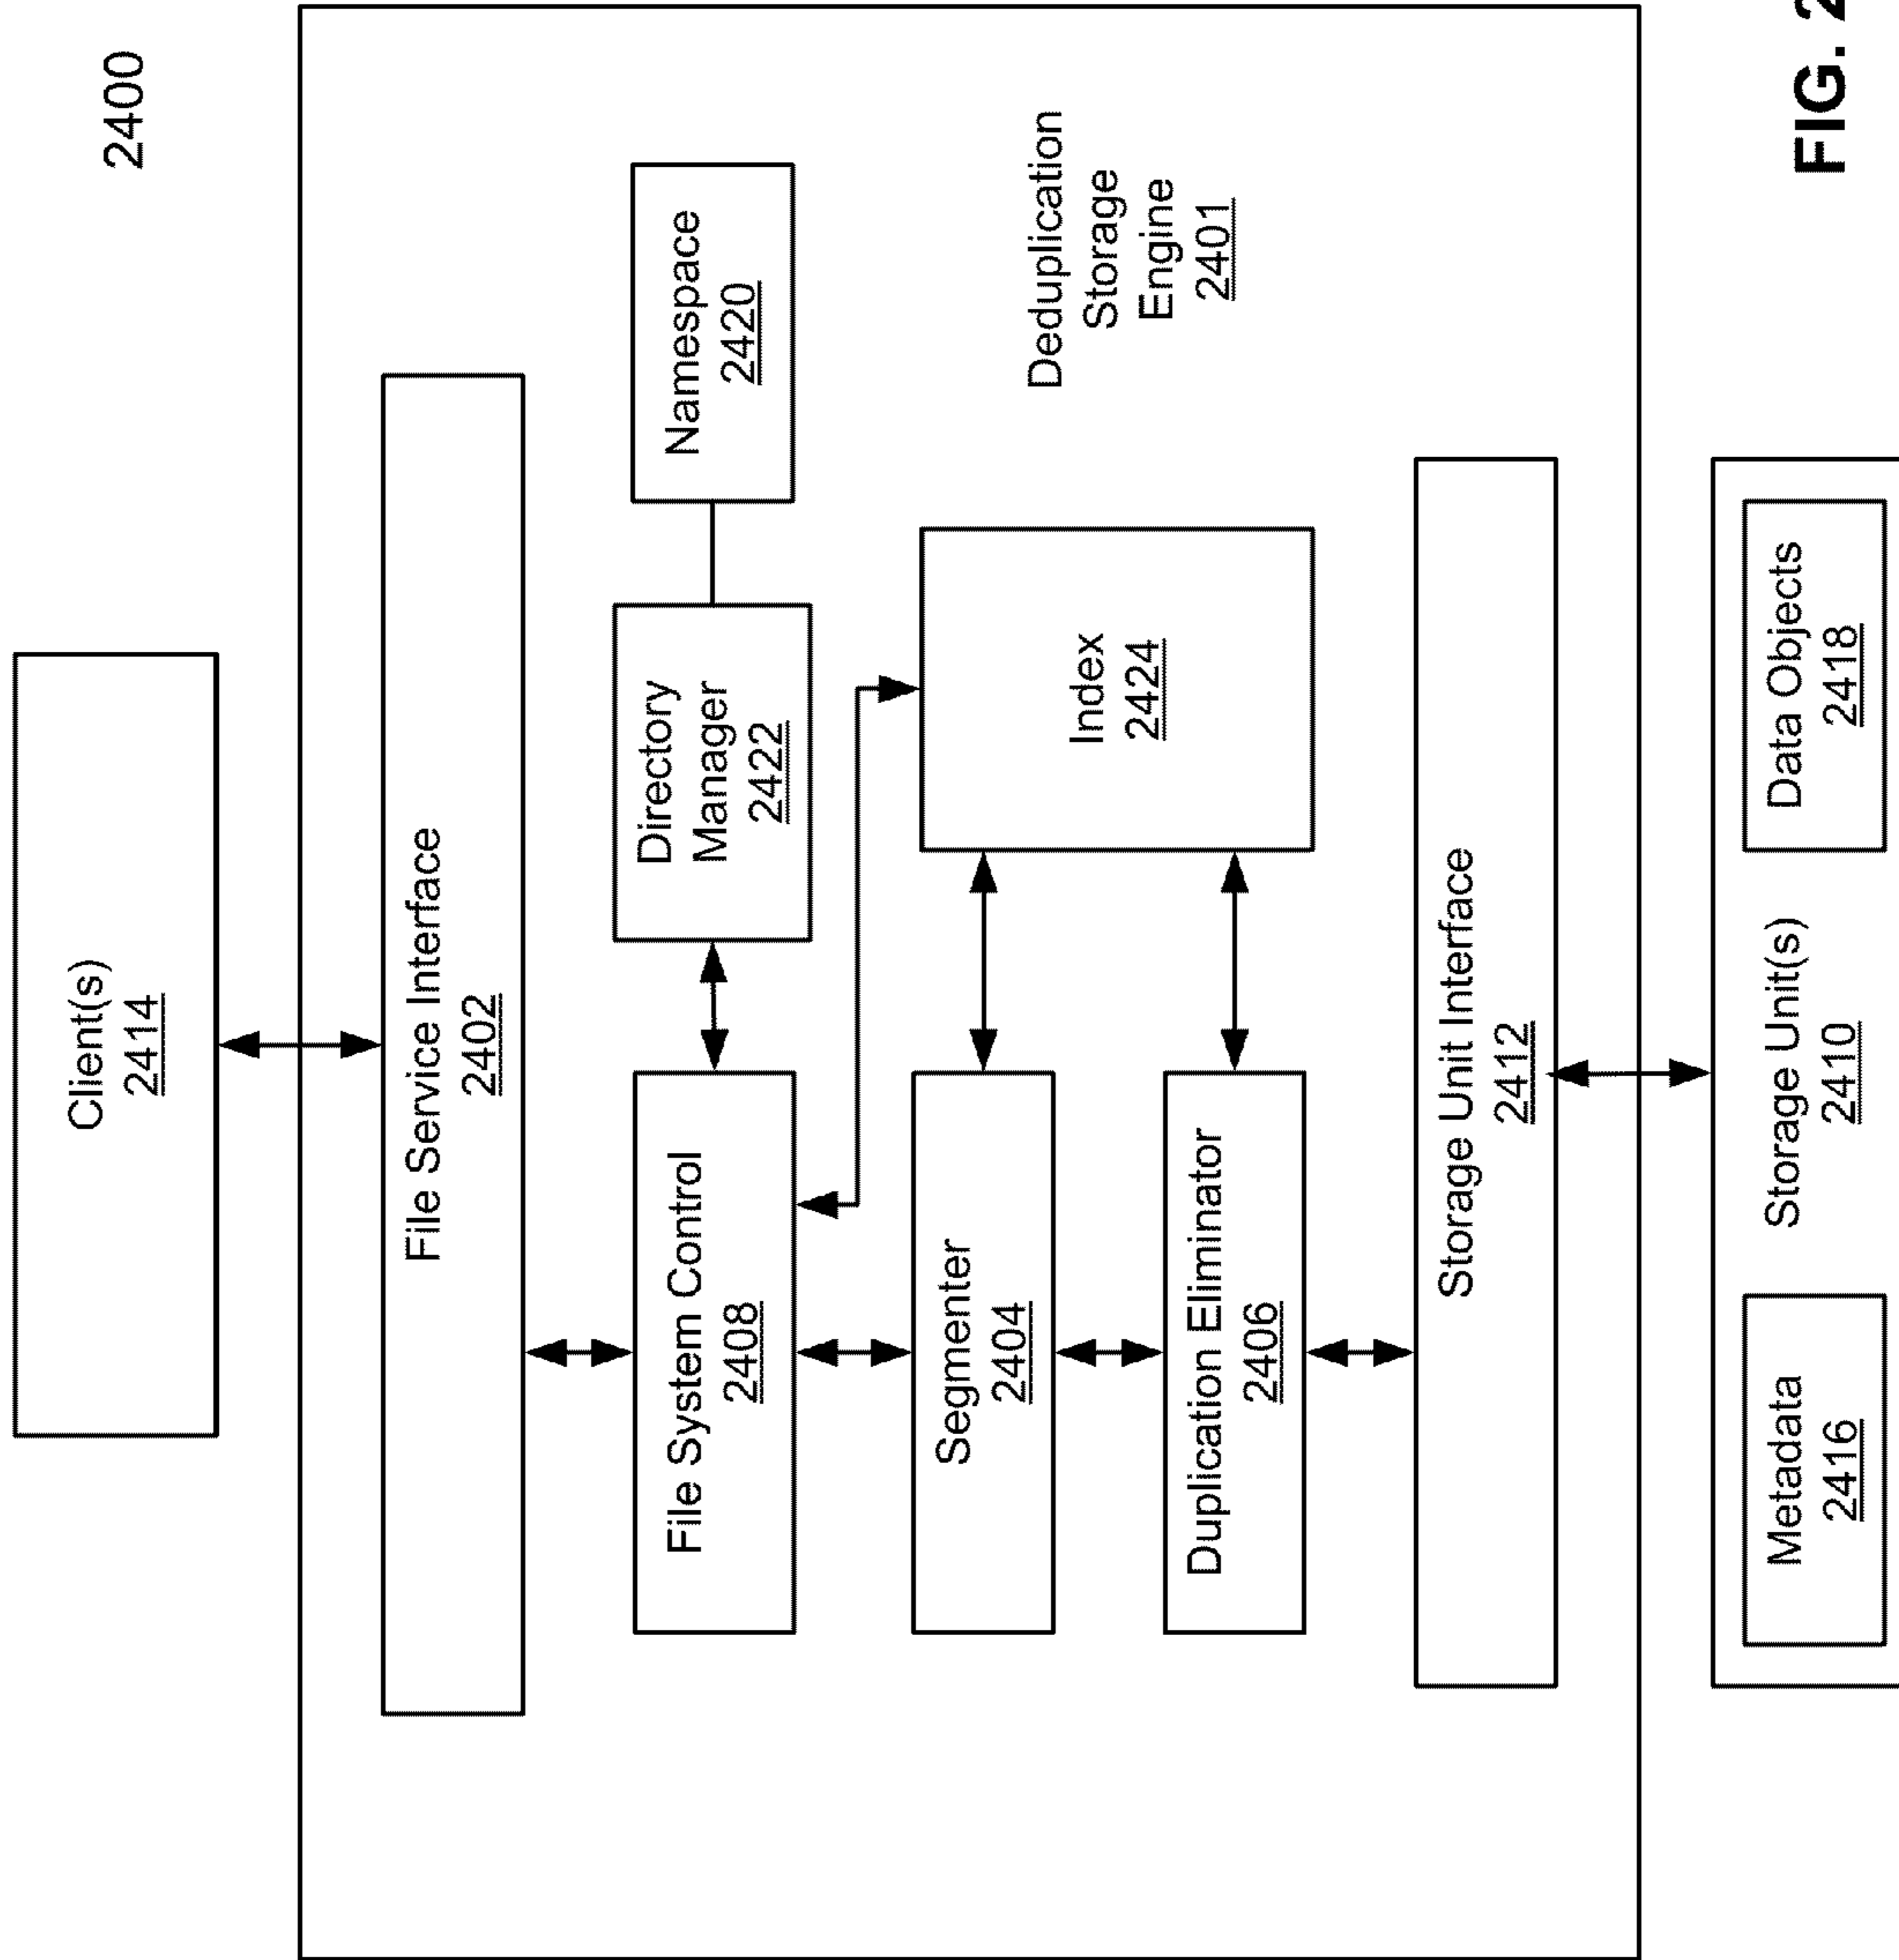 2400
Client(s)
2414
File Service Interface
2402
File System Control
2408
Directory
Manager
2422
Namespace
2420
Segmenter
2404
Index
2424
Duplication Eliminator
2406
Deduplication
Storage
Engine
2401
Storage Unit Interface
2412
Metadata
2416
Storage Unit(s)
2410
Data Objects
2418
FIG.